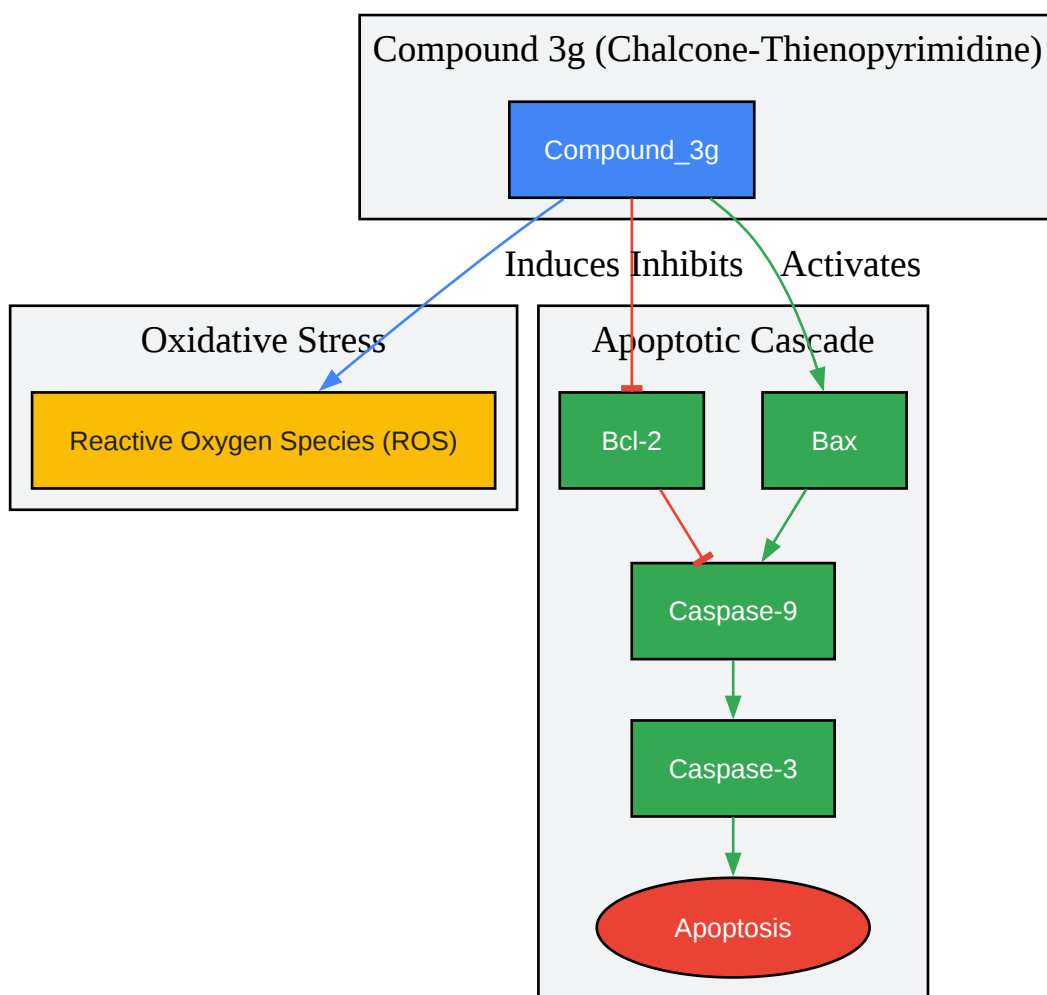 Compound 3g (Chalcone-Thienopyrimidine)
Compound_3g
Induces
Inhibits
Activates
Oxidative Stress
Apoptotic Cascade
Reactive Oxygen Species (ROS)
Bcl-2
Bax
Caspase-9
Caspase-3
Apoptosis